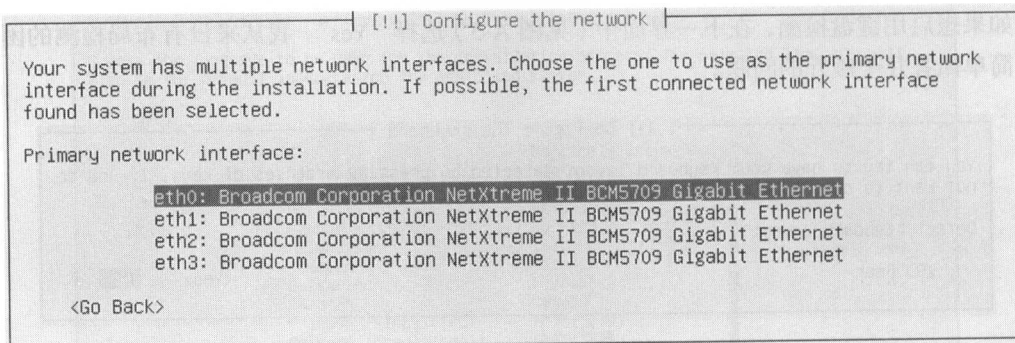 [!!] Configure the network
Your system has multiple network interfaces. Choose the one to use as the primary network
interface during the installation. If possible, the first connected network interface
found has been selected.
Primary network interface:
eth0: Broadcom Corporation NetXtreme II BCM5709 Gigabit Ethernet
eth1: Broadcom Corporation NetXtreme II BCM5709 Gigabit Ethernet
eth2: Broadcom Corporation NetXtreme II BCM5709 Gigabit Ethernet
eth3: Broadcom Corporation NetXtreme II BCM5709 Gigabit Ethernet
<Go Back>